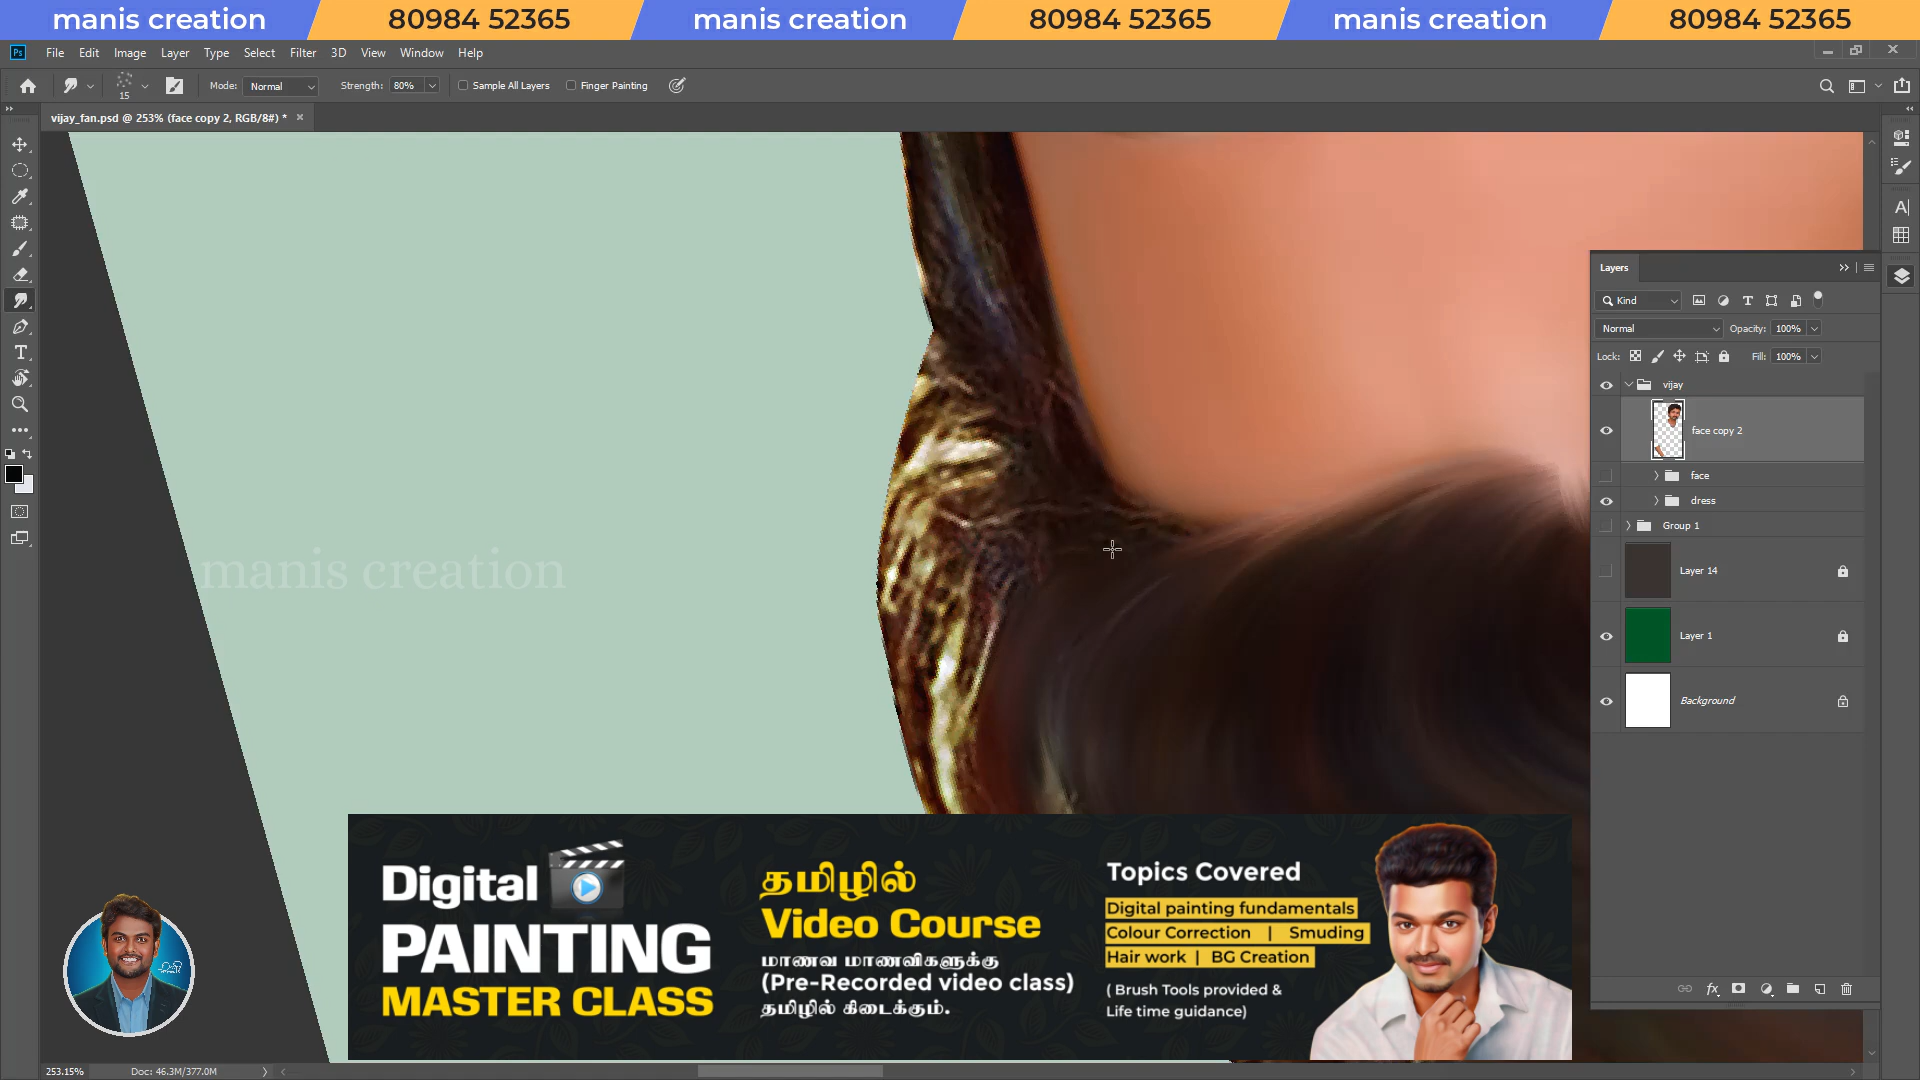 manis creation 80984 52365 manis creation 80984 52365 manis creation 80984 52365
Ps File Edit Image Layer Type Select Filter 3D View Window Help
15 Mode: Normal Strength: 80% Sample All Layers Finger Painting
vijay_fan.psd @ 253% (face copy 2, RGB/8#) * ×
Layers
Kind
Normal Opacity: 100%
Lock: Fill: 100%
vijay
face copy 2
face
dress
Group 1
Layer 14
Layer 1
Background
fx
manis creation
Digital
PAINTING
MASTER CLASS
தமிழில்
Video Course
மாணவ மாணவிகளுக்கு
(Pre-Recorded video class)
தமிழில் கிடைக்கும்.
Topics Covered
Digital painting fundamentals
Colour Correction | Smuding
Hair work | BG Creation
( Brush Tools provided &
Life time guidance)
253.15% Doc: 46.3M/377.0M